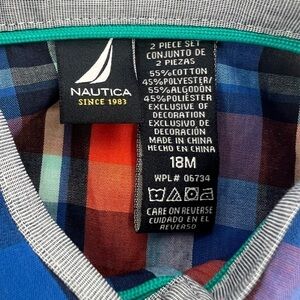 NAUTICA
SINCE 1983
2 PIECE SET
CONJUNTO DE
2 PIEZAS
55%COTTON
45%POLYESTER/
55%ALGODÓN
45%POLIÉSTER
EXCLUSIVE OF
DECORATION
EXCLUSIVO DE
DECORACIÓN
MADE IN CHINA
HECHO EN CHINA
18M
WPL# 06734
CARE ON REVERSE
CUIDADO EN EL
REVERSO